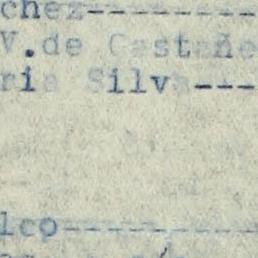 chez----------
V.de Castañe
ria Silva---
lco-----------